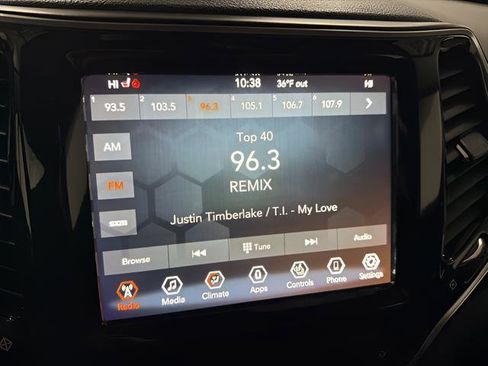 HI 10:38 36°F out
1 93.5 2 103.5 3 96.3 4 105.1 5 106.7 6 107.9
AM
Top 40
96.3
FM
REMIX
Justin Timberlake / T.I. - My Love
sxm
Browse Tune Audio
Radio Media Climate Apps Controls Phone Settings